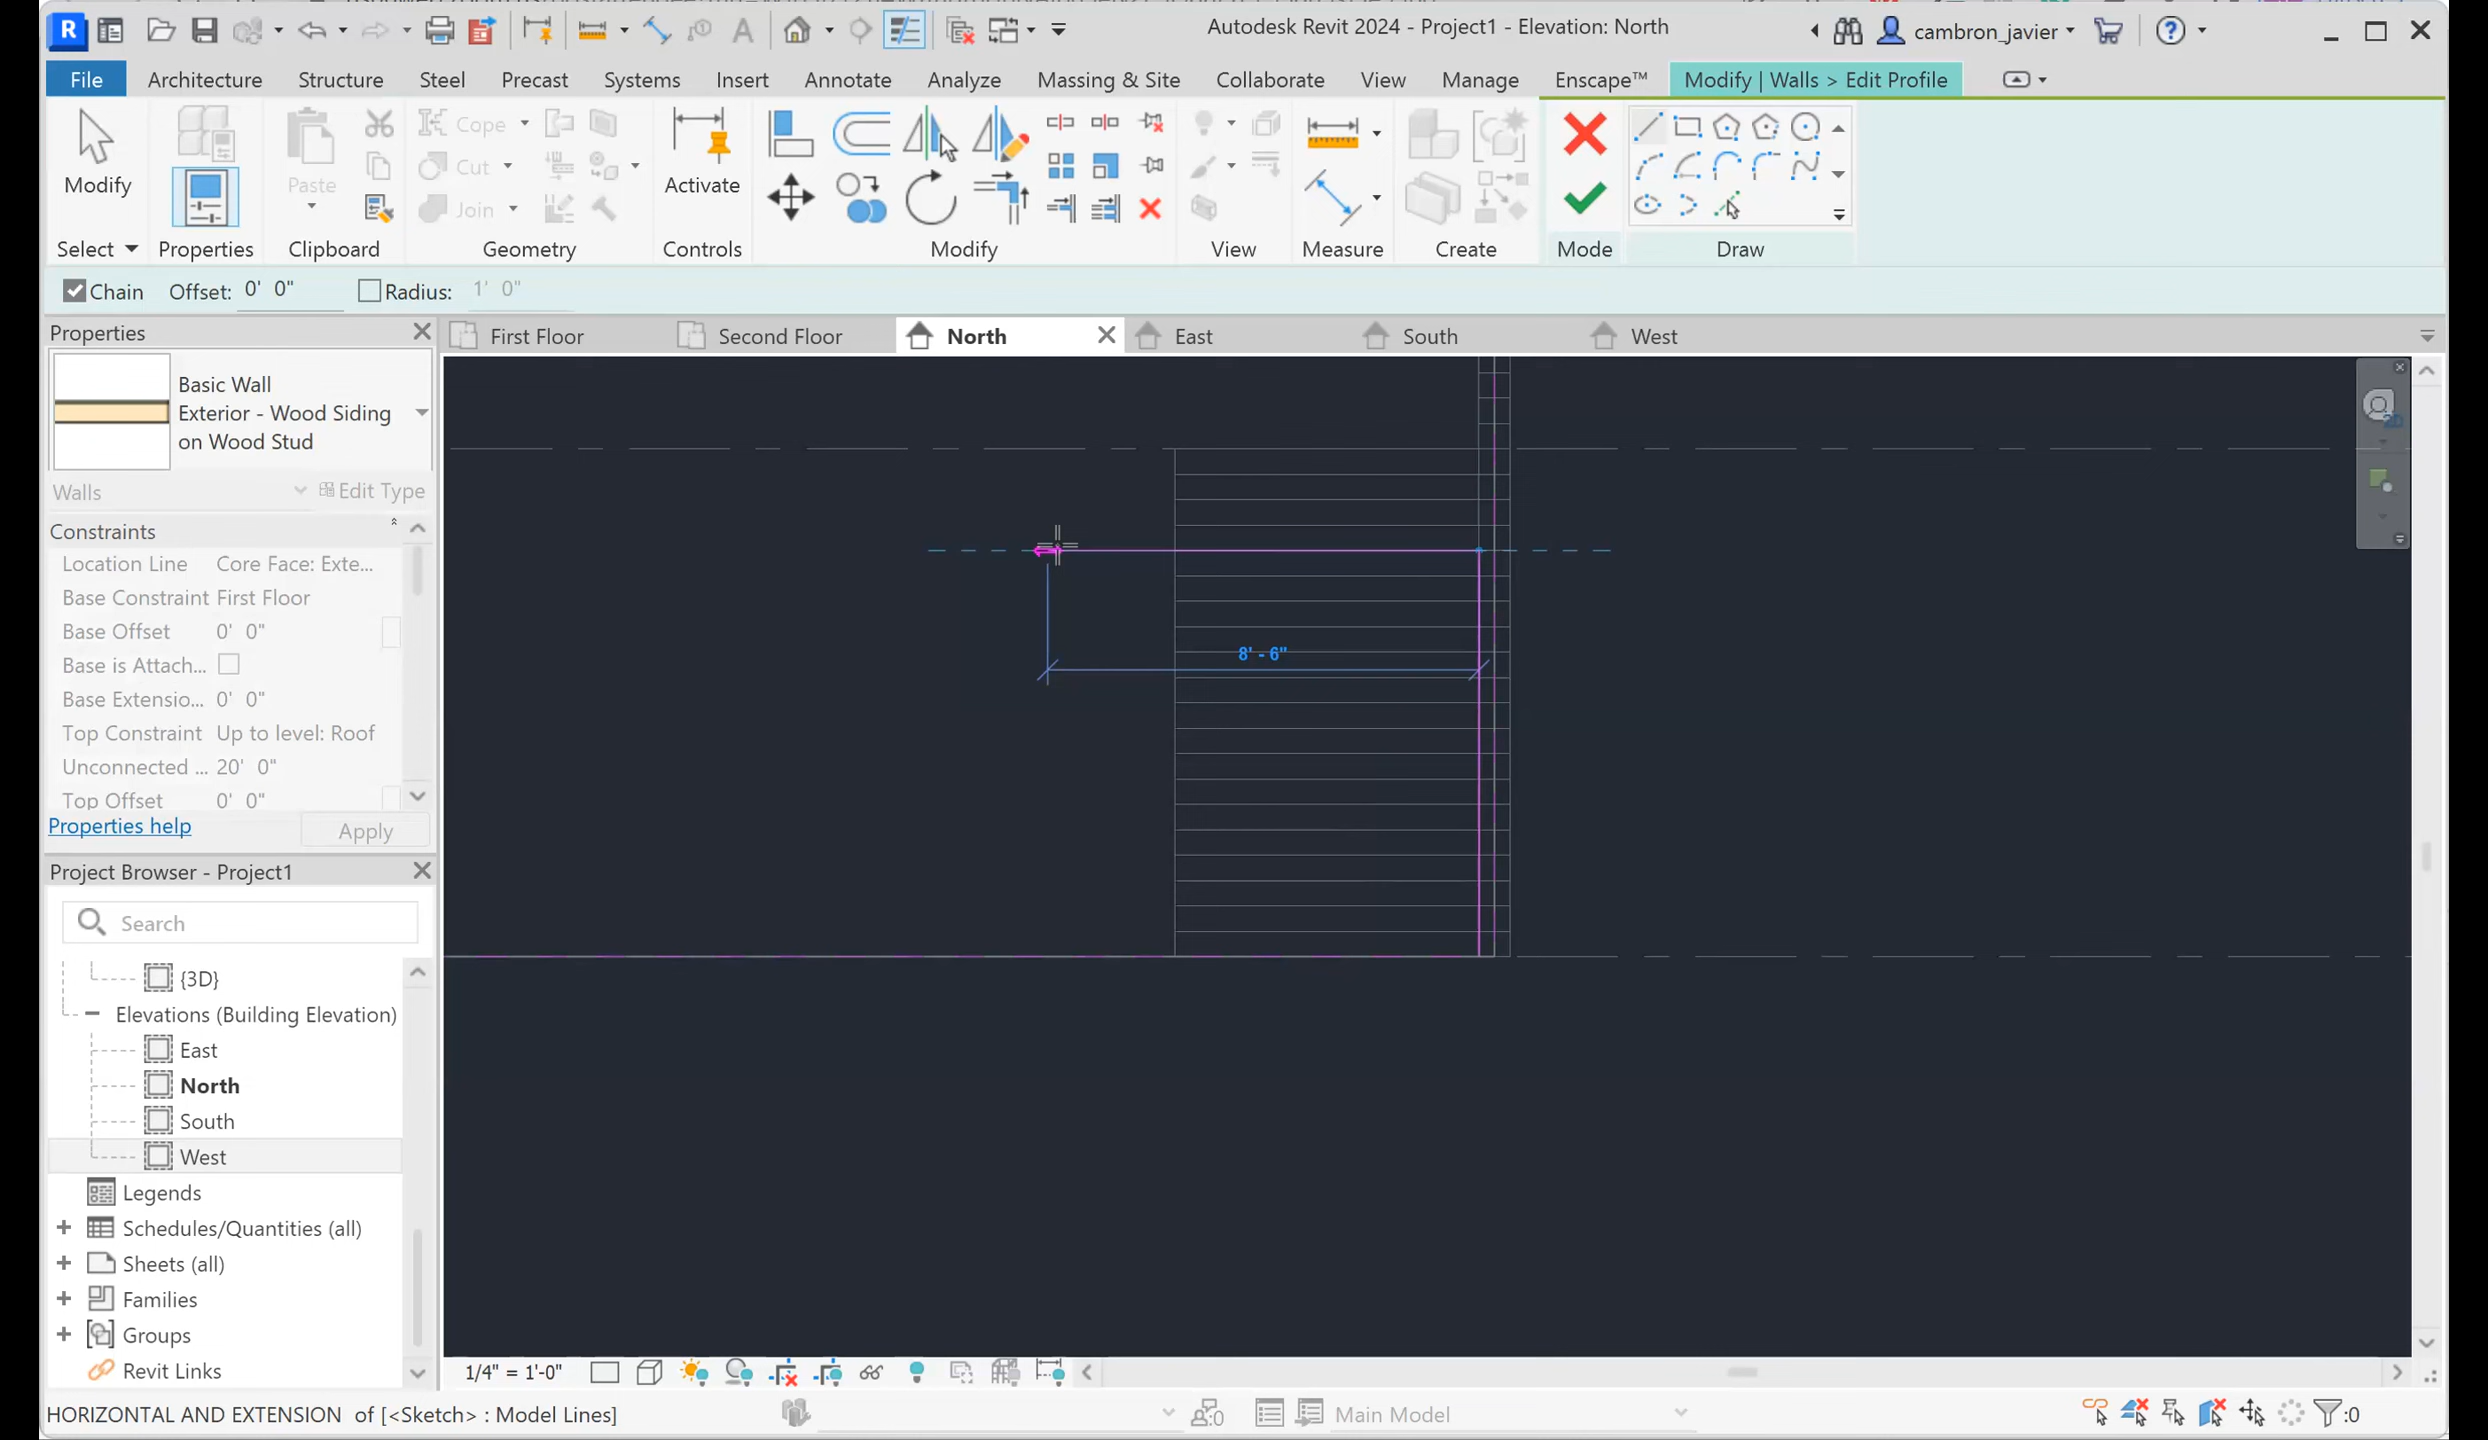 R
Autodesk Revit 2024 - Project1 - Elevation: North
cambron_javier
File
Architecture
Structure
Steel
Precast
Systems
Insert
Annotate
Analyze
Massing & Site
Collaborate
View
Manage
Enscape™
Modify | Walls > Edit Profile
Modify
Paste
Cope
Cut
Join
Activate
Select
Properties
Clipboard
Geometry
Controls
Modify
View
Measure
Create
Mode
Draw
Chain
Offset: 0' 0"
Radius: 1' 0"
Properties
First Floor
Second Floor
North
East
South
West
Basic Wall
Exterior - Wood Siding
on Wood Stud
Walls
Edit Type
Constraints
Location Line Core Face: Exte...
Base Constraint First Floor
Base Offset 0' 0"
Base is Attach...
Base Extensio... 0' 0"
Top Constraint Up to level: Roof
Unconnected ... 20' 0"
Top Offset 0' 0"
Properties help
Apply
8' - 6"
2D
Project Browser - Project1
Search
{3D}
Elevations (Building Elevation)
East
North
South
West
Legends
Schedules/Quantities (all)
Sheets (all)
Families
Groups
Revit Links
1/4" = 1'-0"
HORIZONTAL AND EXTENSION of [<Sketch> : Model Lines]
:0
Main Model
:0